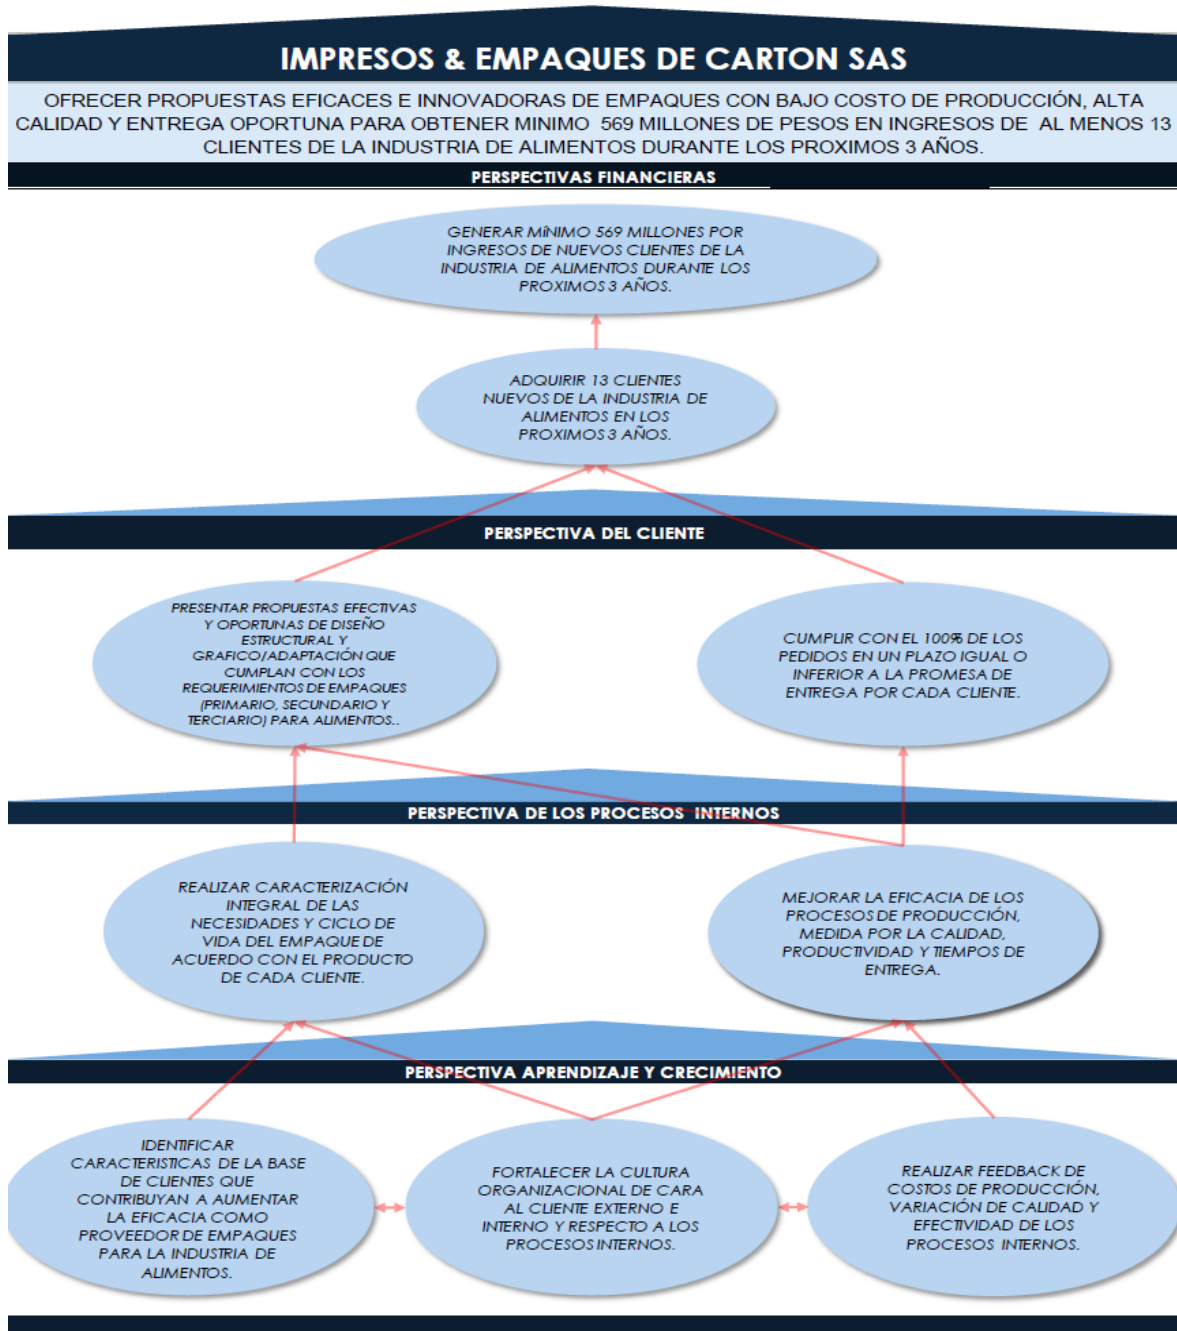 IMPRESOS & EMPAQUES DE CARTON SAS
OFRECER PROPUESTAS EFICACES E INNOVADORAS DE EMPAQUES CON BAJO COSTO DE PRODUCCIÓN, ALTA
CALIDAD Y ENTREGA OPORTUNA PARA OBTENER MINIMO 569 MILLONES DE PESOS EN INGRESOS DE AL MENOS 13
CLIENTES DE LA INDUSTRIA DE ALIMENTOS DURANTE LOS PROXIMOS 3 AÑOS.
PERSPECTIVAS FINANCIERAS
GENERAR MÍNIMO 569 MILLONES POR
INGRESOS DE NUEVOS CLIENTES DE LA
INDUSTRIA DE ALIMENTOS DURANTE LOS
PROXIMOS 3 AÑOS.
ADQUIRIR 13 CLIENTES
NUEVOS DE LA INDUSTRIA DE
ALIMENTOS EN LOS
PROXIMOS 3 AÑOS.
PERSPECTIVA DEL CLIENTE
PRESENTAR PROPUESTAS EFECTIVAS
Y OPORTUNAS DE DISEÑO
ESTRUCTURAL Y
GRAFICO/ADAPTACIÓN QUE
CUMPLAN CON LOS
REQUERIMIENTOS DE EMPAQUES
(PRIMARIO, SECUNDARIO Y
TERCIARIO) PARA ALIMENTOS..
CUMPLIR CON EL 100% DE LOS
PEDIDOS EN UN PLAZO IGUAL O
INFERIOR A LA PROMESA DE
ENTREGA POR CADA CLIENTE.
PERSPECTIVA DE LOS PROCESOS INTERNOS
REALIZAR CARACTERIZACIÓN
INTEGRAL DE LAS
NECESIDADES Y CICLO DE
VIDA DEL EMPAQUE DE
ACUERDO CON EL PRODUCTO
DE CADA CLIENTE.
MEJORAR LA EFICACIA DE LOS
PROCESOS DE PRODUCCIÓN,
MEDIDA POR LA CALIDAD,
PRODUCTIVIDAD Y TIEMPOS DE
ENTREGA.
PERSPECTIVA APRENDIZAJE Y CRECIMIENTO
IDENTIFICAR
CARACTERISTICAS DE LA BASE
DE CLIENTES QUE
CONTRIBUYAN A AUMENTAR
LA EFICACIA COMO
PROVEEDOR DE EMPAQUES
PARA LA INDUSTRIA DE
ALIMENTOS.
FORTALECER LA CULTURA
ORGANIZACIONAL DE CARA
AL CLIENTE EXTERNO E
INTERNO Y RESPECTO A LOS
PROCESOS INTERNOS.
REALIZAR FEEDBACK DE
COSTOS DE PRODUCCIÓN,
VARIACIÓN DE CALIDAD Y
EFECTIVIDAD DE LOS
PROCESOS INTERNOS.